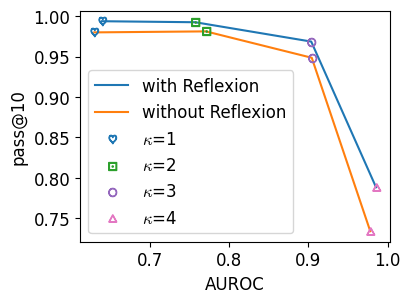 1.00
0.95
0.90
0.85
0.80
0.75
pass@10
with Reflexion
without Reflexion
κ=1
κ=2
κ=3
κ=4
0.7 0.8 0.9 1.0
AUROC